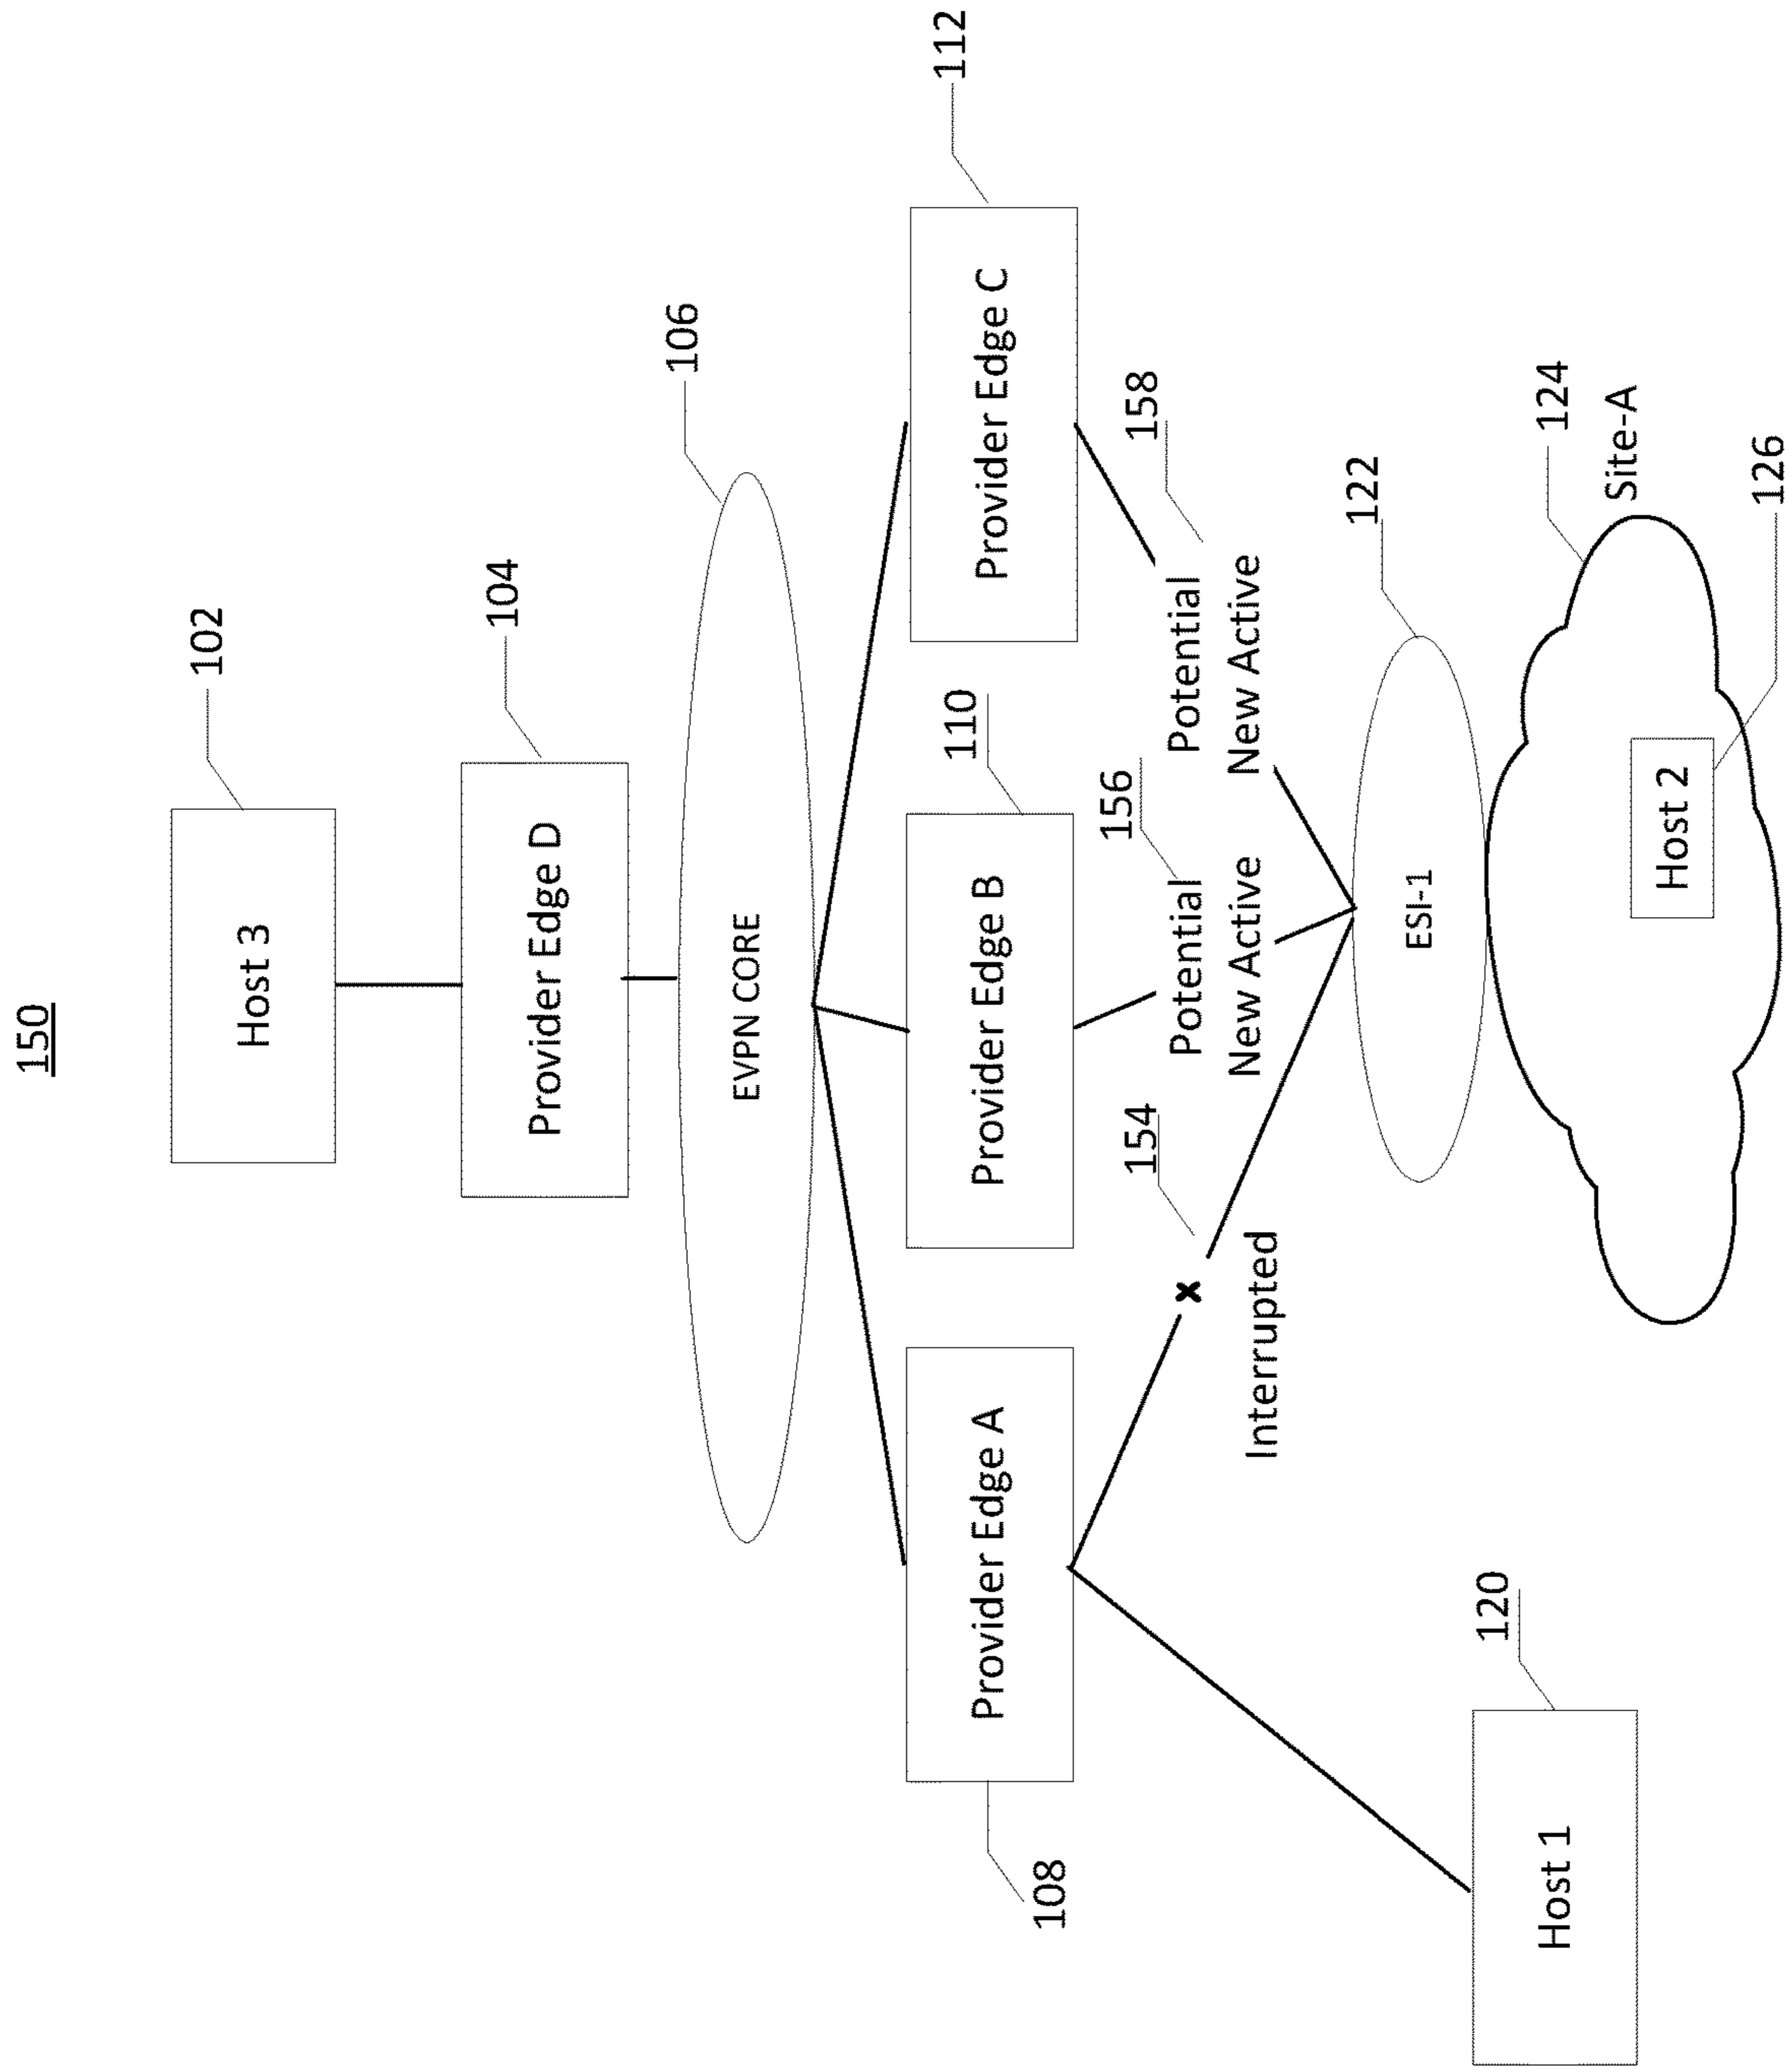 150
Host 3
102
Provider Edge D
104
EVPN CORE
106
Provider Edge A
108
Provider Edge B
110
Provider Edge C
112
154
Interrupted
156
Potential
New Active
158
Potential
New Active
ESI-1
122
Host 1
120
124
Site-A
Host 2
126